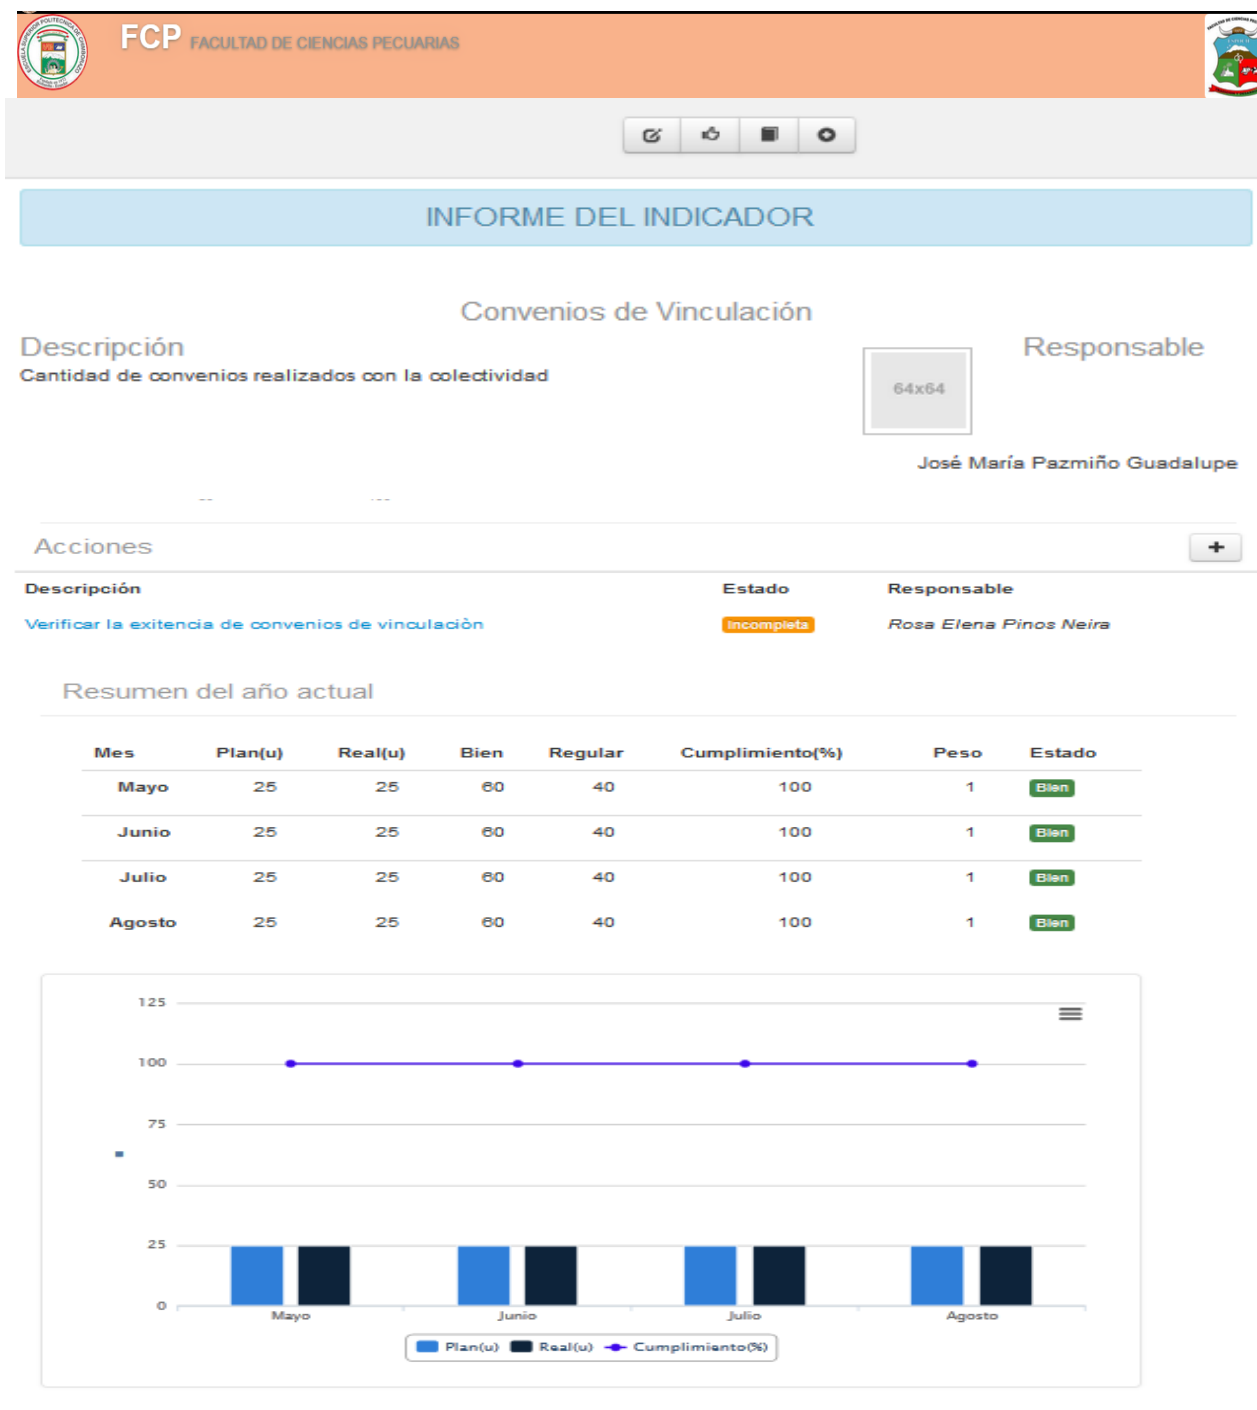 FCP FACULTAD DE CIENCIAS PECUARIAS
INFORME DEL INDICADOR
Convenios de Vinculación
Descripción
Responsable
Cantidad de convenios realizados con la colectividad
64x64
José María Pazmiño Guadalupe
Acciones
Descripción Estado Responsable
Verificar la exitencia de convenios de vinculaciòn Incompleta Rosa Elena Pinos Neira
Resumen del año actual
Mes Plan(u) Real(u) Bien Regular Cumplimiento(%) Peso Estado
Mayo 25 25 60 40 100 1 Bien
Junio 25 25 60 40 100 1 Bien
Julio 25 25 60 40 100 1 Bien
Agosto 25 25 60 40 100 1 Bien
125
100
75
50
25
0
Mayo Junio Julio Agosto
Plan(u) Real(u) Cumplimiento(%)